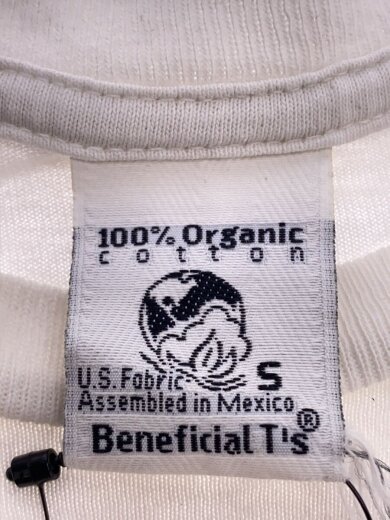 100% Organic
cotton
U.S. Fabric S
Assembled in Mexico
Beneficial T's®